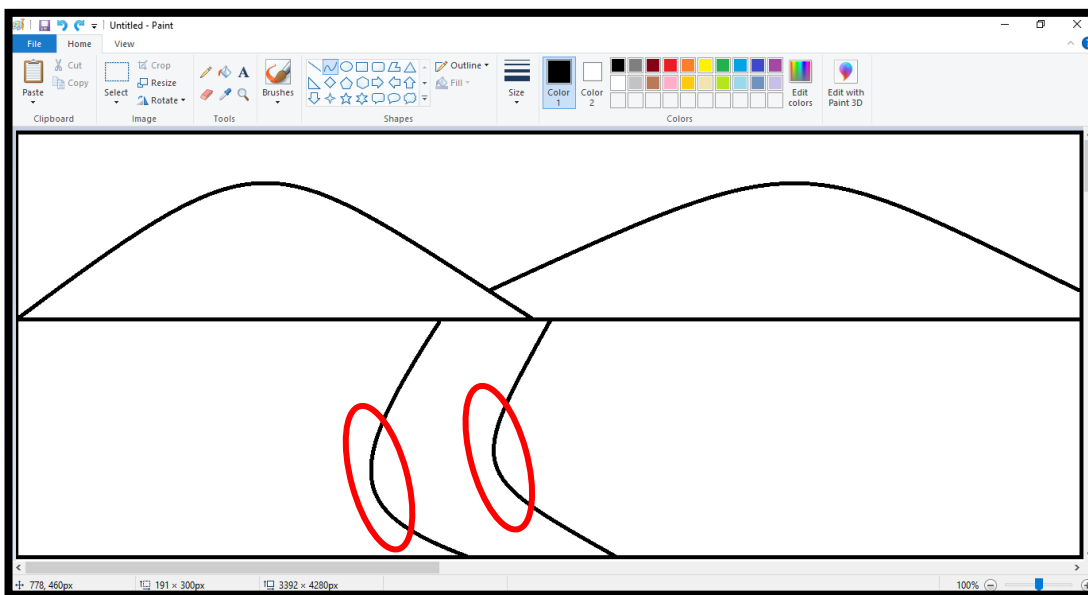 Untitled - Paint
File Home View
Paste
Cut
Copy
Clipboard
Select
Crop
Resize
Rotate
Image
A
Tools
Brushes
Outline
Fill
Shapes
Size
Color 1
Color 2
Edit colors
Colors
Edit with Paint 3D
778, 460px
191 × 300px
3392 × 4280px
100%